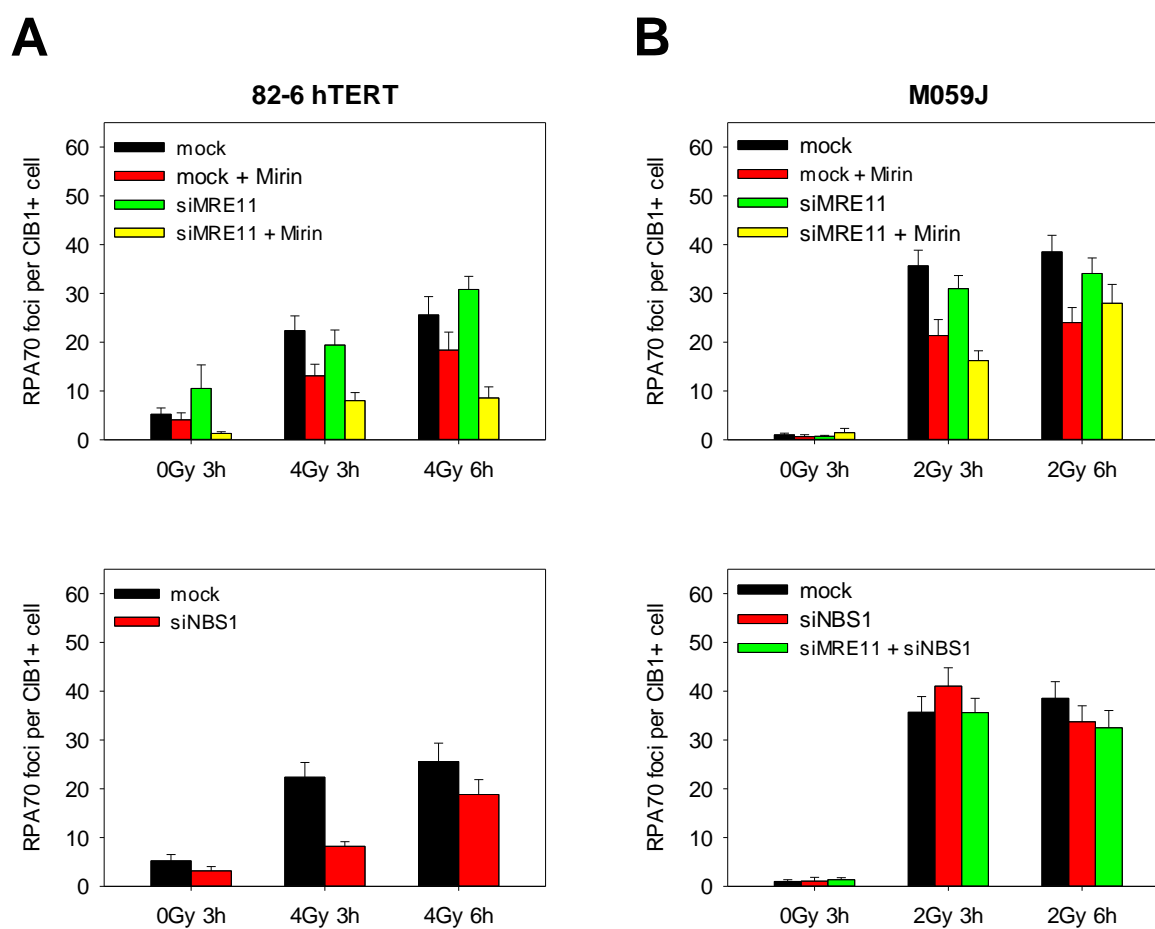 A
82-6 hTERT
RPA70 foci per CIB1+ cell
60
50
40
30
20
10
0
mock
mock + Mirin
siMRE11
siMRE11 + Mirin
0Gy 3h 4Gy 3h 4Gy 6h
B
M059J
RPA70 foci per CIB1+ cell
60
50
40
30
20
10
0
mock
mock + Mirin
siMRE11
siMRE11 + Mirin
0Gy 3h 2Gy 3h 2Gy 6h
RPA70 foci per CIB1+ cell
60
50
40
30
20
10
0
mock
siNBS1
0Gy 3h 4Gy 3h 4Gy 6h
RPA70 foci per CIB1+ cell
60
50
40
30
20
10
0
mock
siNBS1
siMRE11 + siNBS1
0Gy 3h 2Gy 3h 2Gy 6h